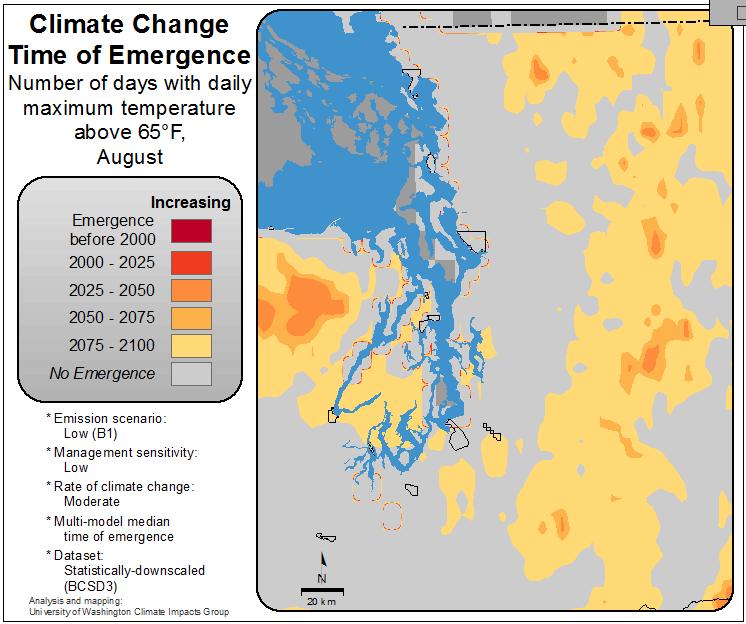 Climate Change
Time of Emergence
Number of days with daily
maximum temperature
above 65°F,
August
Increasing
Emergence
before 2000
2000 - 2025
2025 - 2050
2050 - 2075
2075 - 2100
No Emergence
* Emission scenario:
Low (B1)
* Management sensitivity:
Low
* Rate of climate change:
Moderate
* Multi-model median
time of emergence
* Dataset:
Statistically-downscaled
(BCSD3)
Analysis and mapping:
University of Washington Climate Impacts Group
N
20 km